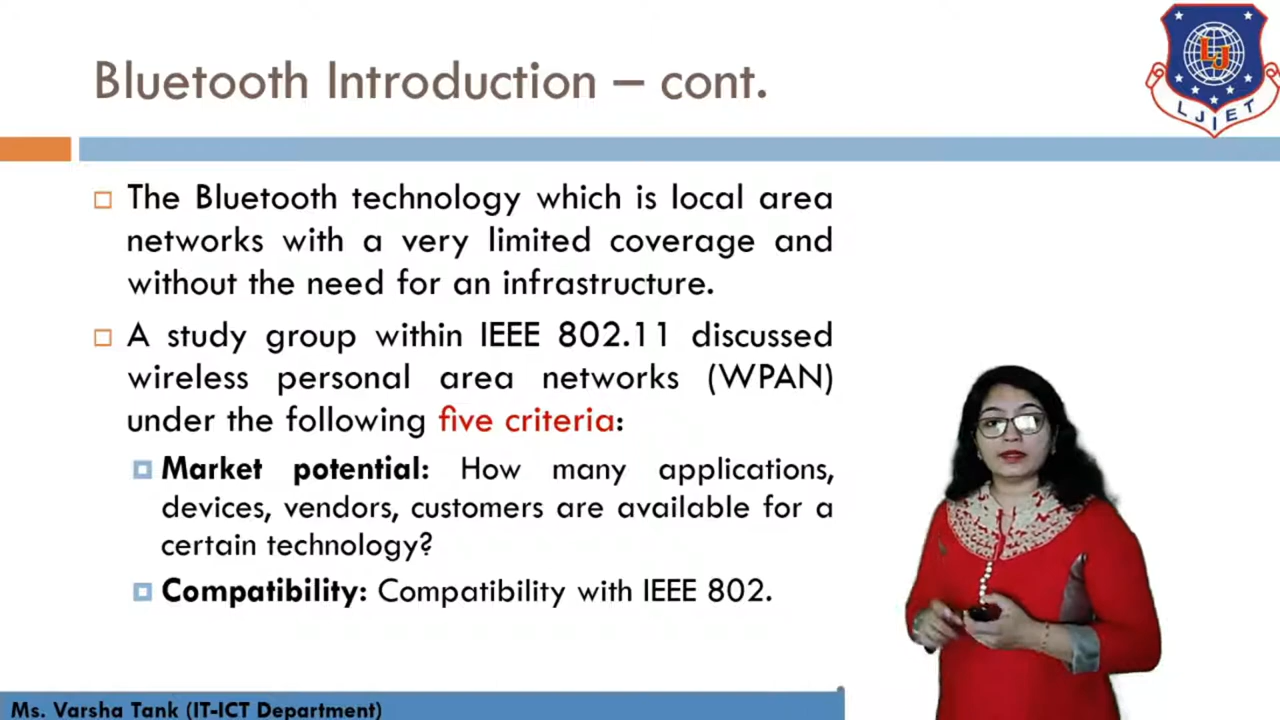 Bluetooth Introduction – cont.
LJIET
The Bluetooth technology which is local area
networks with a very limited coverage and
without the need for an infrastructure.
A study group within IEEE 802.11 discussed
wireless personal area networks (WPAN)
under the following five criteria:
Market potential: How many applications,
devices, vendors, customers are available for a
certain technology?
Compatibility: Compatibility with IEEE 802.
Ms. Varsha Tank (IT-ICT Department)